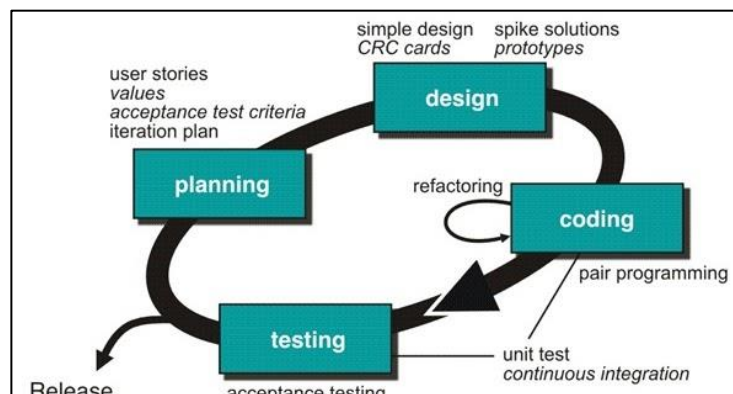 simple design
CRC cards
spike solutions
prototypes
user stories
values
acceptance test criteria
iteration plan
design
planning
refactoring
coding
pair programming
testing
unit test
continuous integration
Release
acceptance testing